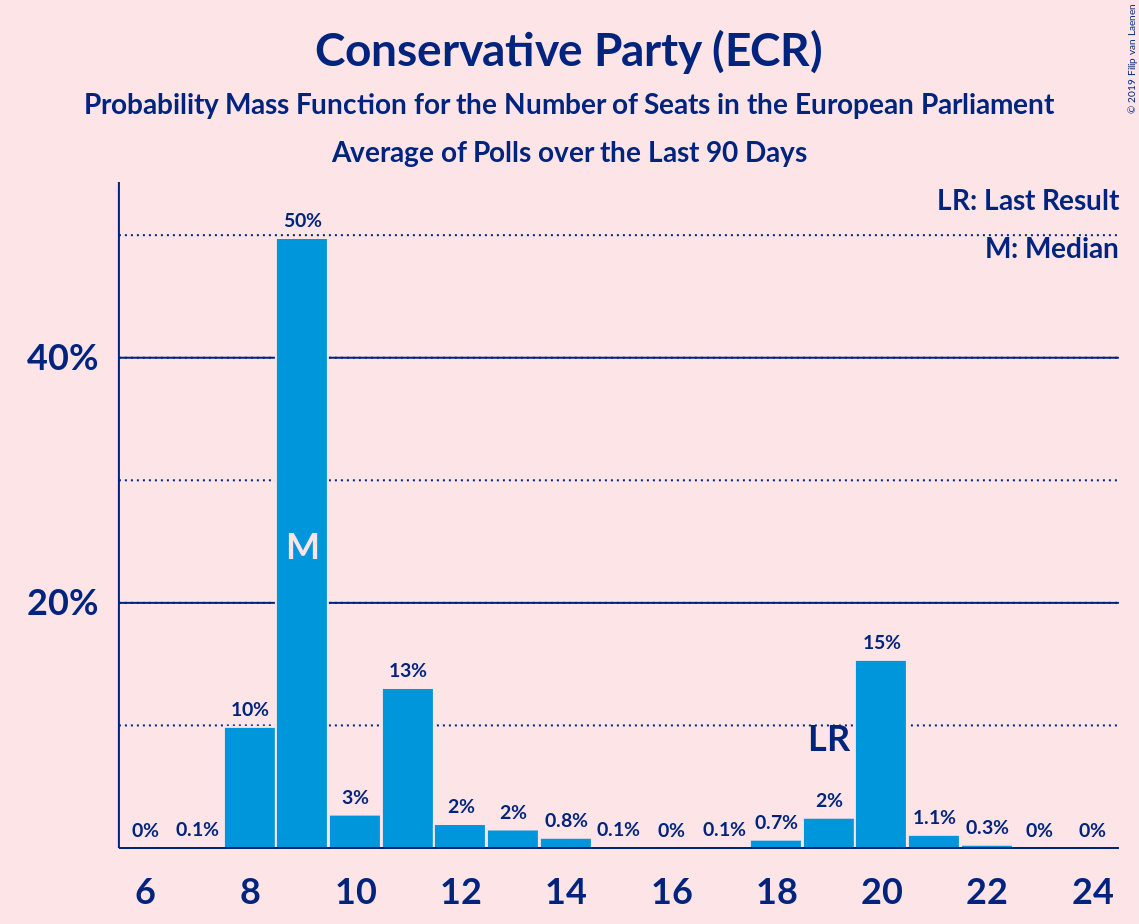 © 2019 Filip van Laenen
Conservative Party (ECR)
Probability Mass Function for the Number of Seats in the European Parliament
Average of Polls over the Last 90 Days
LR: Last Result
M: Median
40%
20%
0%
0.1%
10%
50%
M
3%
13%
2%
2%
0.8%
0.1%
0%
0.1%
0.7%
2%
LR
15%
1.1%
0.3%
0%
0%
6 8 10 12 14 16 18 20 22 24